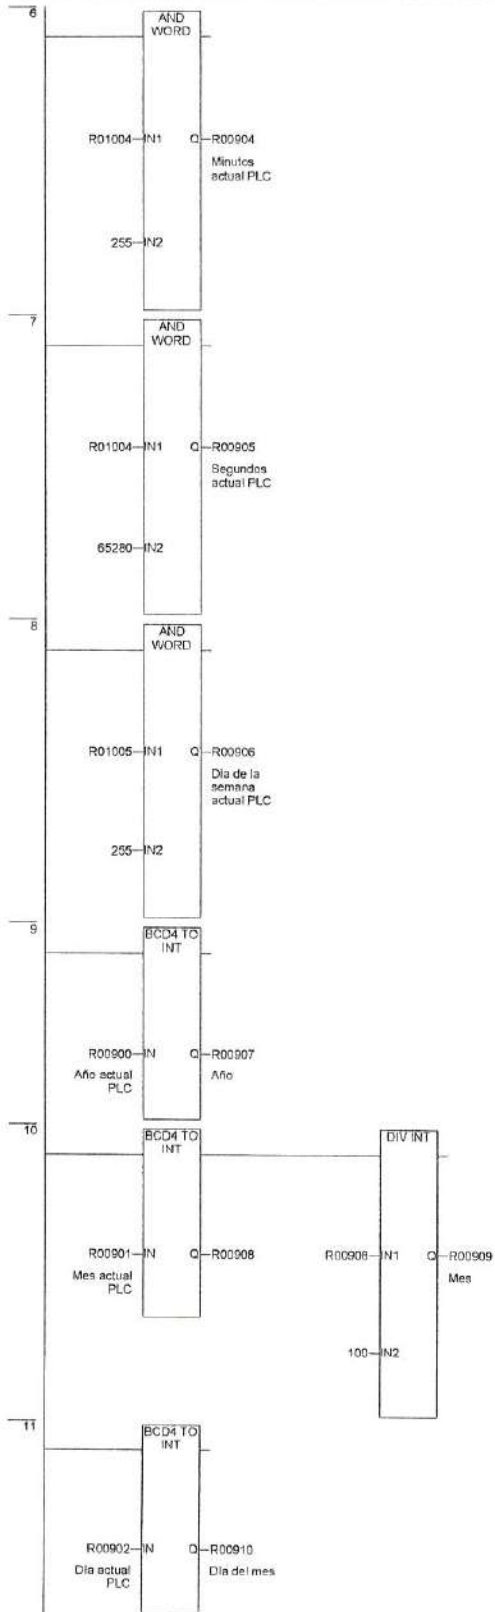 6
AND
WORD
R01004 IN1 Q R00904
Minutos
actual PLC
255 IN2
7
AND
WORD
R01004 IN1 Q R00905
Segundos
actual PLC
65280 IN2
8
AND
WORD
R01005 IN1 Q R00906
Dia de la
semana
actual PLC
255 IN2
9
BCD4 TO
INT
R00900 IN Q R00907
Año actual
PLC
Año
10
BCD4 TO
INT
DIV INT
R00901 IN Q R00908
Mes actual
PLC
R00908 IN1 Q R00909
Mes
100 IN2
11
BCD4 TO
INT
R00902 IN Q R00910
Dia actual
PLC
Dia del mes